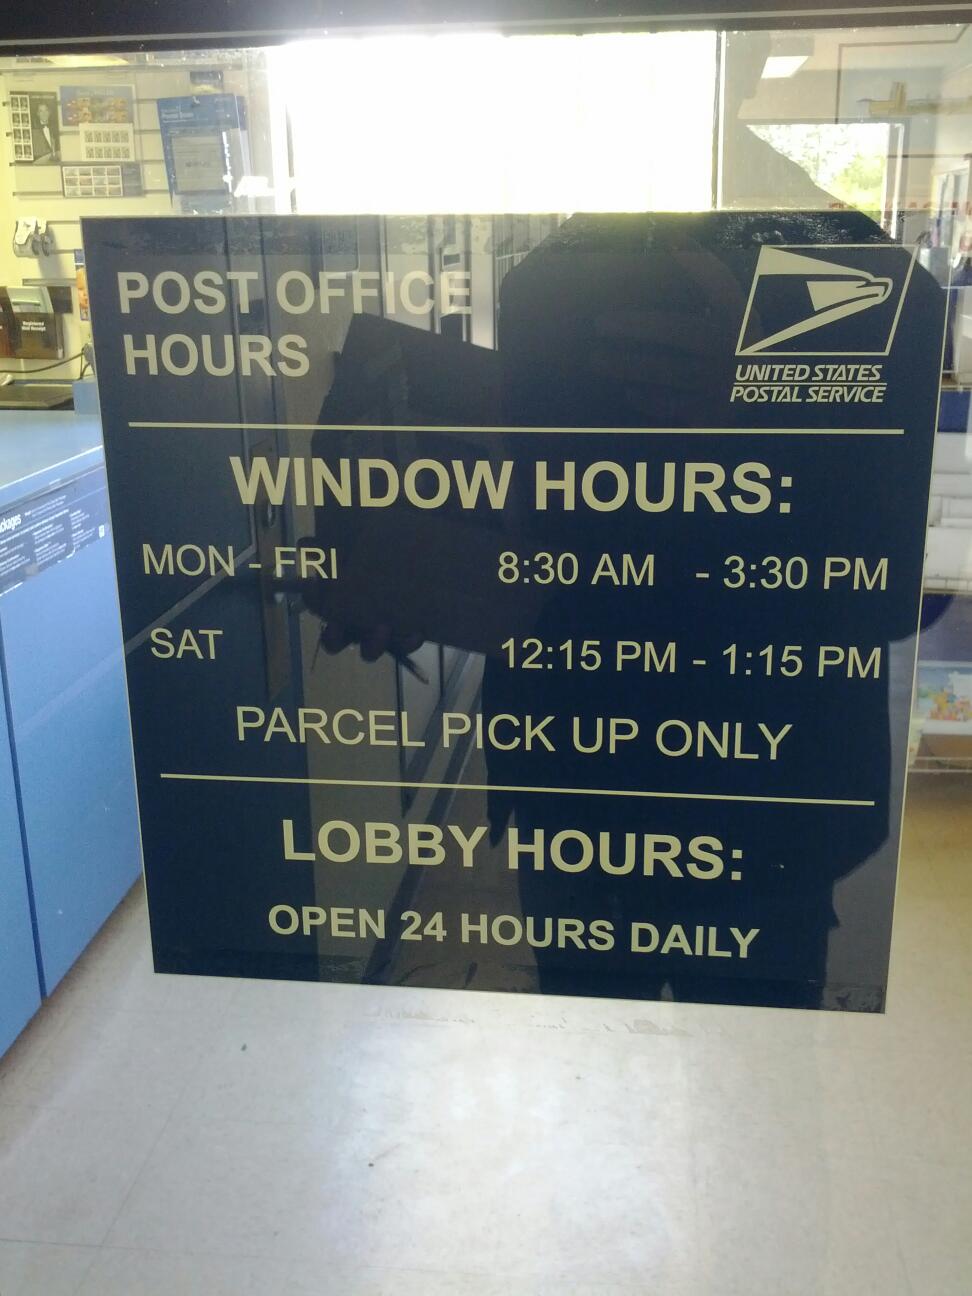 POST OFFICE
HOURS
UNITED STATES
POSTAL SERVICE
WINDOW HOURS:
MON - FRI 8:30 AM - 3:30 PM
SAT 12:15 PM - 1:15 PM
PARCEL PICK UP ONLY
LOBBY HOURS:
OPEN 24 HOURS DAILY